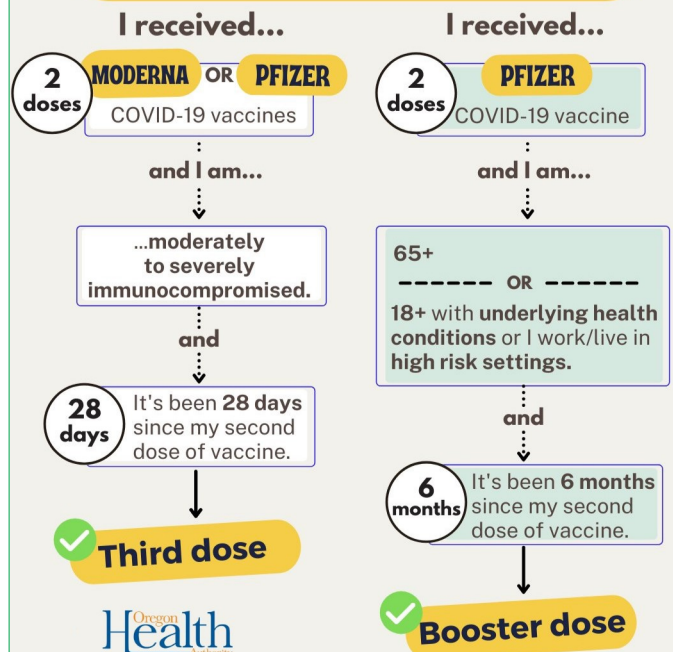 I received...
2
doses
MODERNA OR PFIZER
COVID-19 vaccines
and I am...
...moderately
to severely
immunocompromised.
and
28
days
It's been 28 days
since my second
dose of vaccine.
Third dose
Oregon
Health
Authority
I received...
2
doses
PFIZER
COVID-19 vaccine
and I am...
65+
OR
18+ with underlying health
conditions or I work/live in
high risk settings.
and
6
months
It's been 6 months
since my second
dose of vaccine.
Booster dose